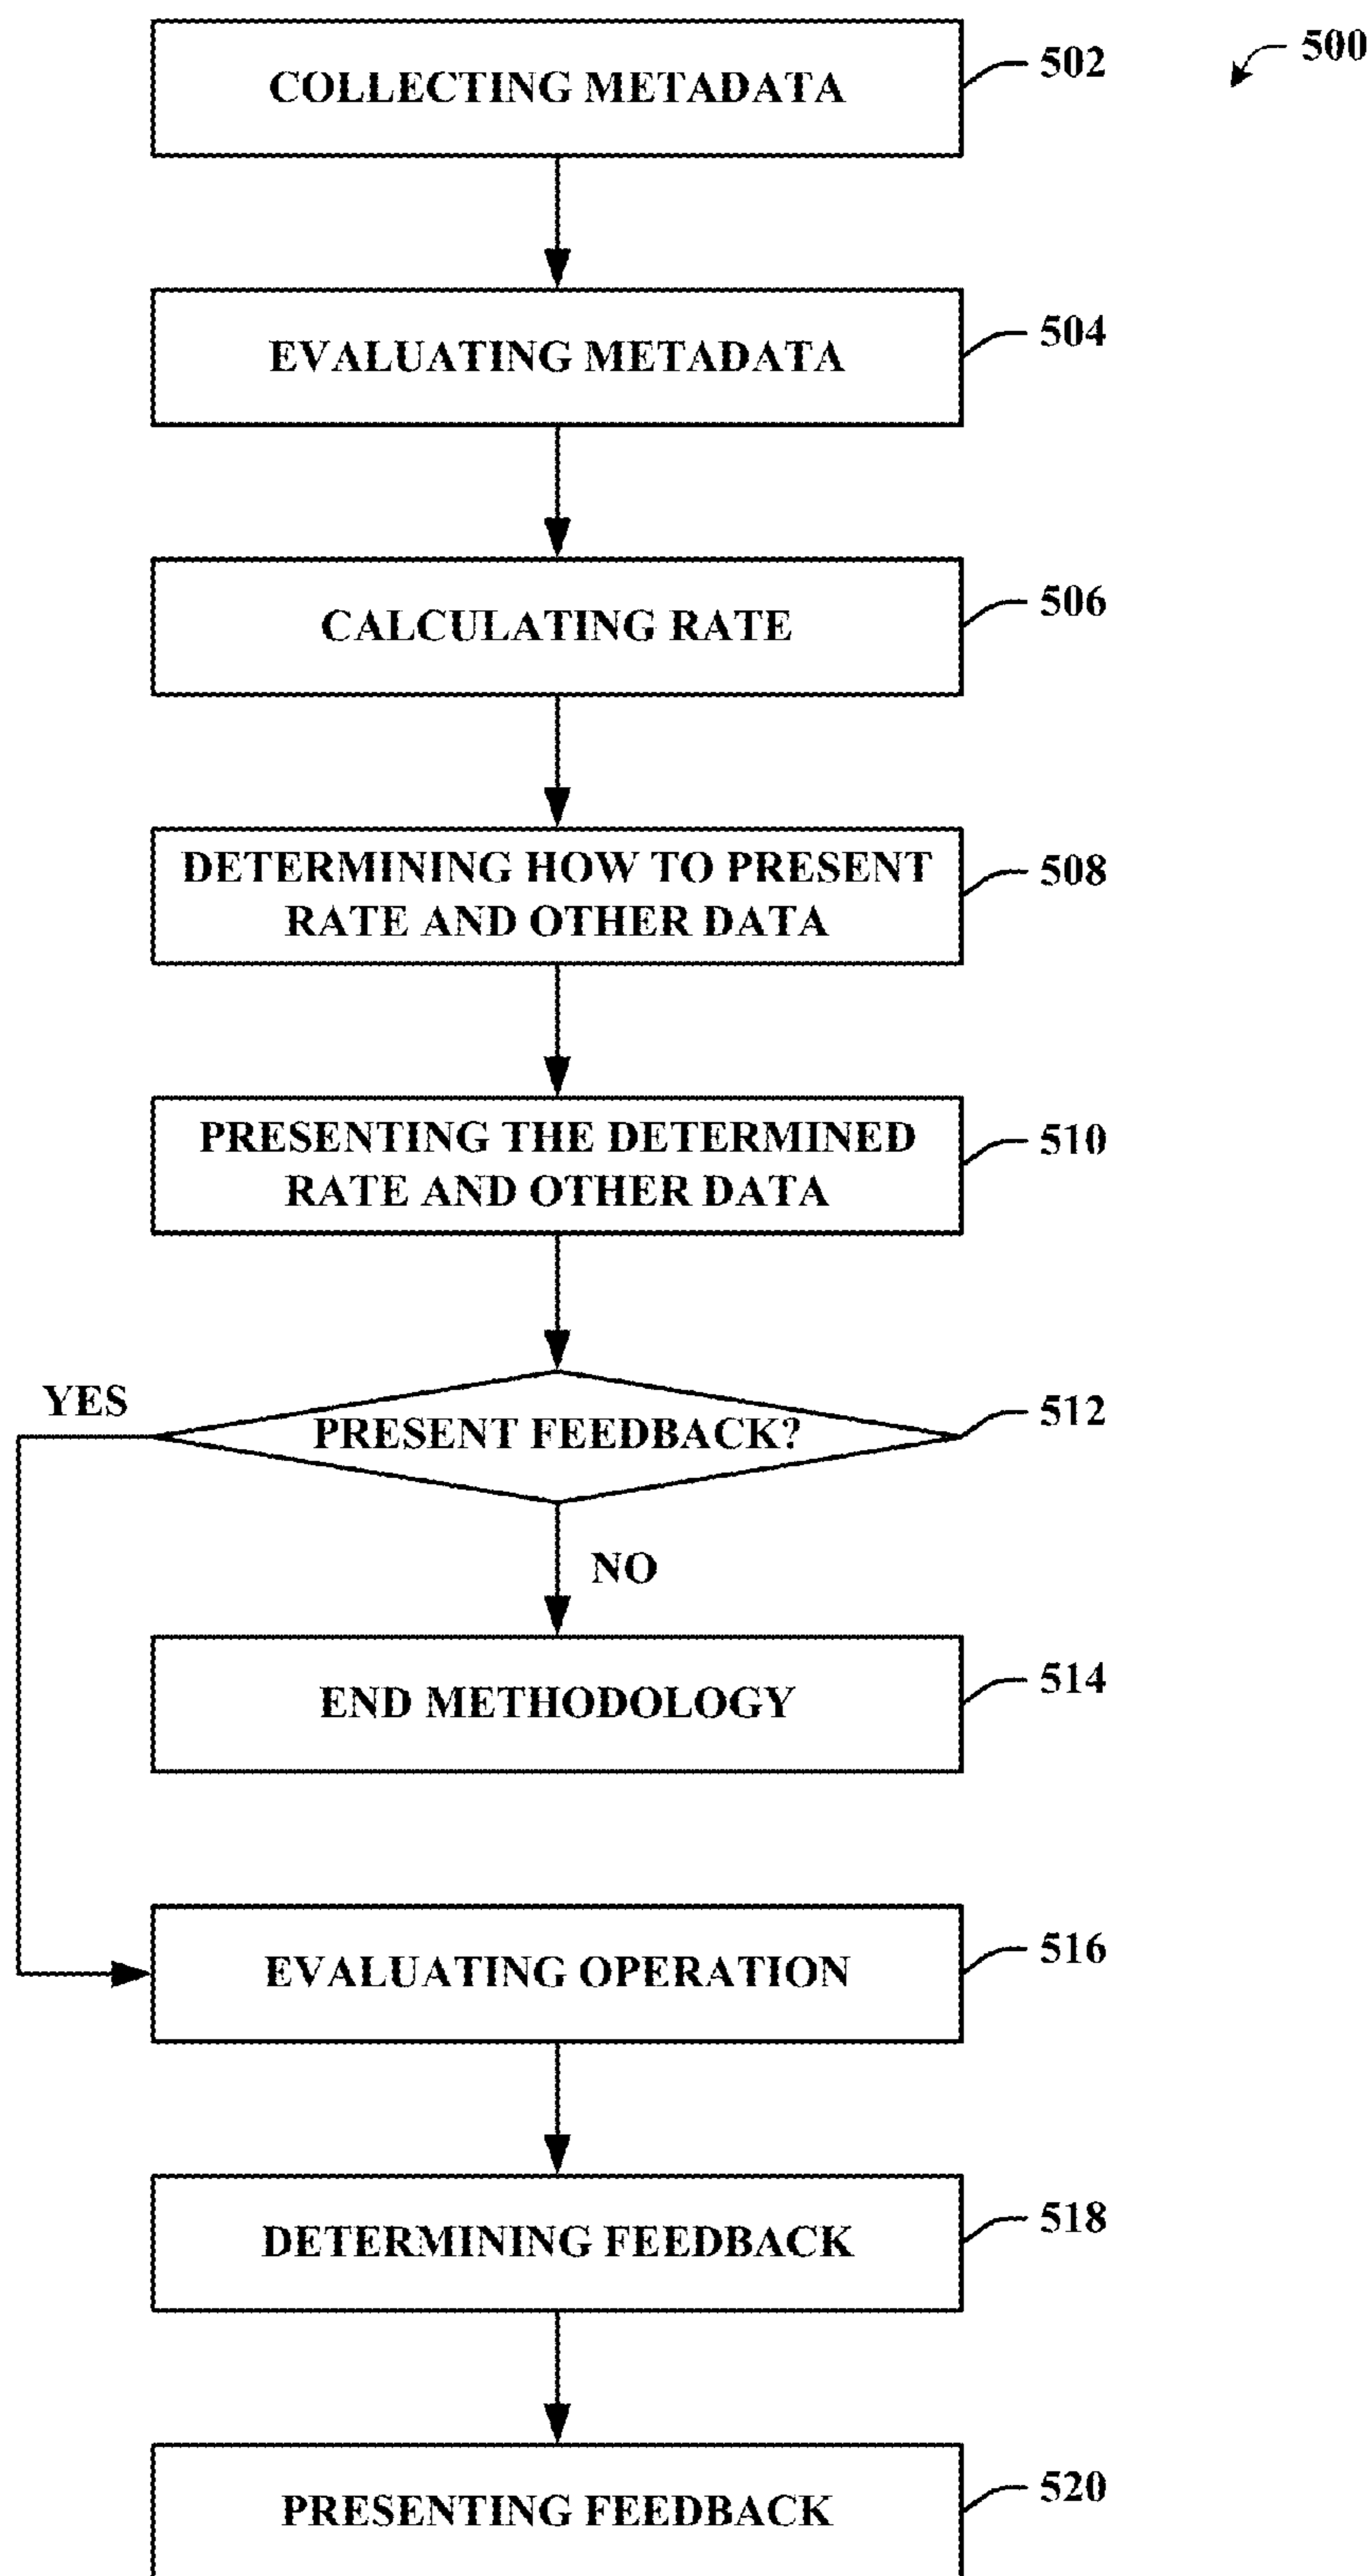 500
COLLECTING METADATA
502
EVALUATING METADATA
504
CALCULATING RATE
506
DETERMINING HOW TO PRESENT
RATE AND OTHER DATA
508
PRESENTING THE DETERMINED
RATE AND OTHER DATA
510
YES
PRESENT FEEDBACK?
512
NO
END METHODOLOGY
514
EVALUATING OPERATION
516
DETERMINING FEEDBACK
518
PRESENTING FEEDBACK
520